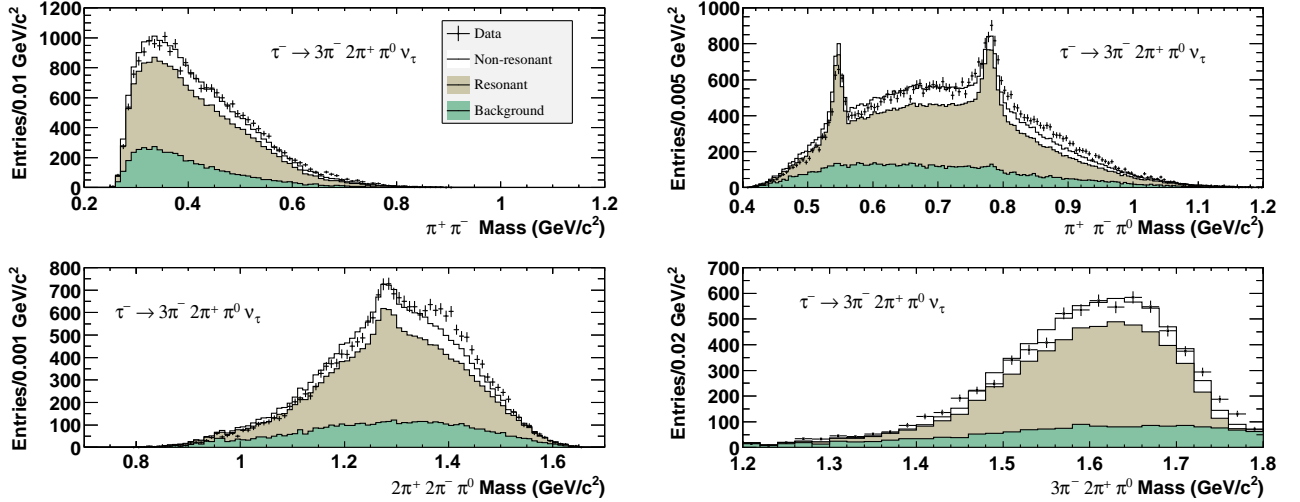 Entries/0.01 GeV/c²
1200
1000
800
600
400
200
0
0.2 0.4 0.6 0.8 1 1.2
π⁺ π⁻ Mass (GeV/c²)
τ⁻ → 3π⁻ 2π⁺ π⁰ ν_τ
Data
Non-resonant
Resonant
Background
Entries/0.005 GeV/c²
1000
800
600
400
200
0
0.4 0.5 0.6 0.7 0.8 0.9 1 1.1 1.2
π⁺ π⁻ π⁰ Mass (GeV/c²)
τ⁻ → 3π⁻ 2π⁺ π⁰ ν_τ
Entries/0.001 GeV/c²
800
700
600
500
400
300
200
100
0
0.8 1 1.2 1.4 1.6
2π⁺ 2π⁻ π⁰ Mass (GeV/c²)
τ⁻ → 3π⁻ 2π⁺ π⁰ ν_τ
Entries/0.02 GeV/c²
700
600
500
400
300
200
100
0
1.2 1.3 1.4 1.5 1.6 1.7 1.8
3π⁻ 2π⁺ π⁰ Mass (GeV/c²)
τ⁻ → 3π⁻ 2π⁺ π⁰ ν_τ